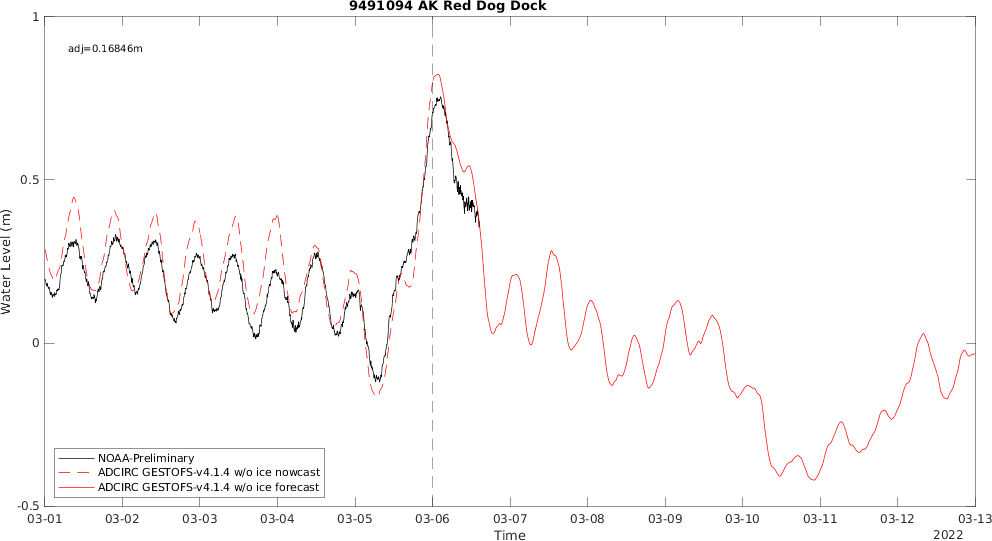 9491094 AK Red Dog Dock
adj=0.16846m
1
0.5
0
-0.5
Water Level (m)
NOAA-Preliminary
ADCIRC GESTOFS-v4.1.4 w/o ice nowcast
ADCIRC GESTOFS-v4.1.4 w/o ice forecast
03-01 03-02 03-03 03-04 03-05 03-06 03-07 03-08 03-09 03-10 03-11 03-12 03-13
Time
2022